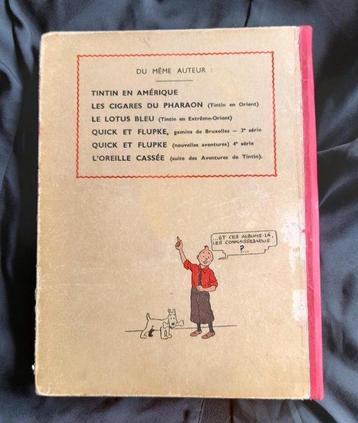 DU MÊME AUTEUR :
TINTIN EN AMÉRIQUE
LES CIGARES DU PHARAON (Tintin en Orient)
LE LOTUS BLEU (Tintin en Extrême-Orient)
QUICK ET FLUPKE, gamins de Bruxelles — 3e série
QUICK ET FLUPKE (nouvelles aventures) 4e série
L'OREILLE CASSÉE (suite des Aventures de Tintin).
...ET CES ALBUMS-LÀ,
LES CONNAISSEZ-VOUS
?...